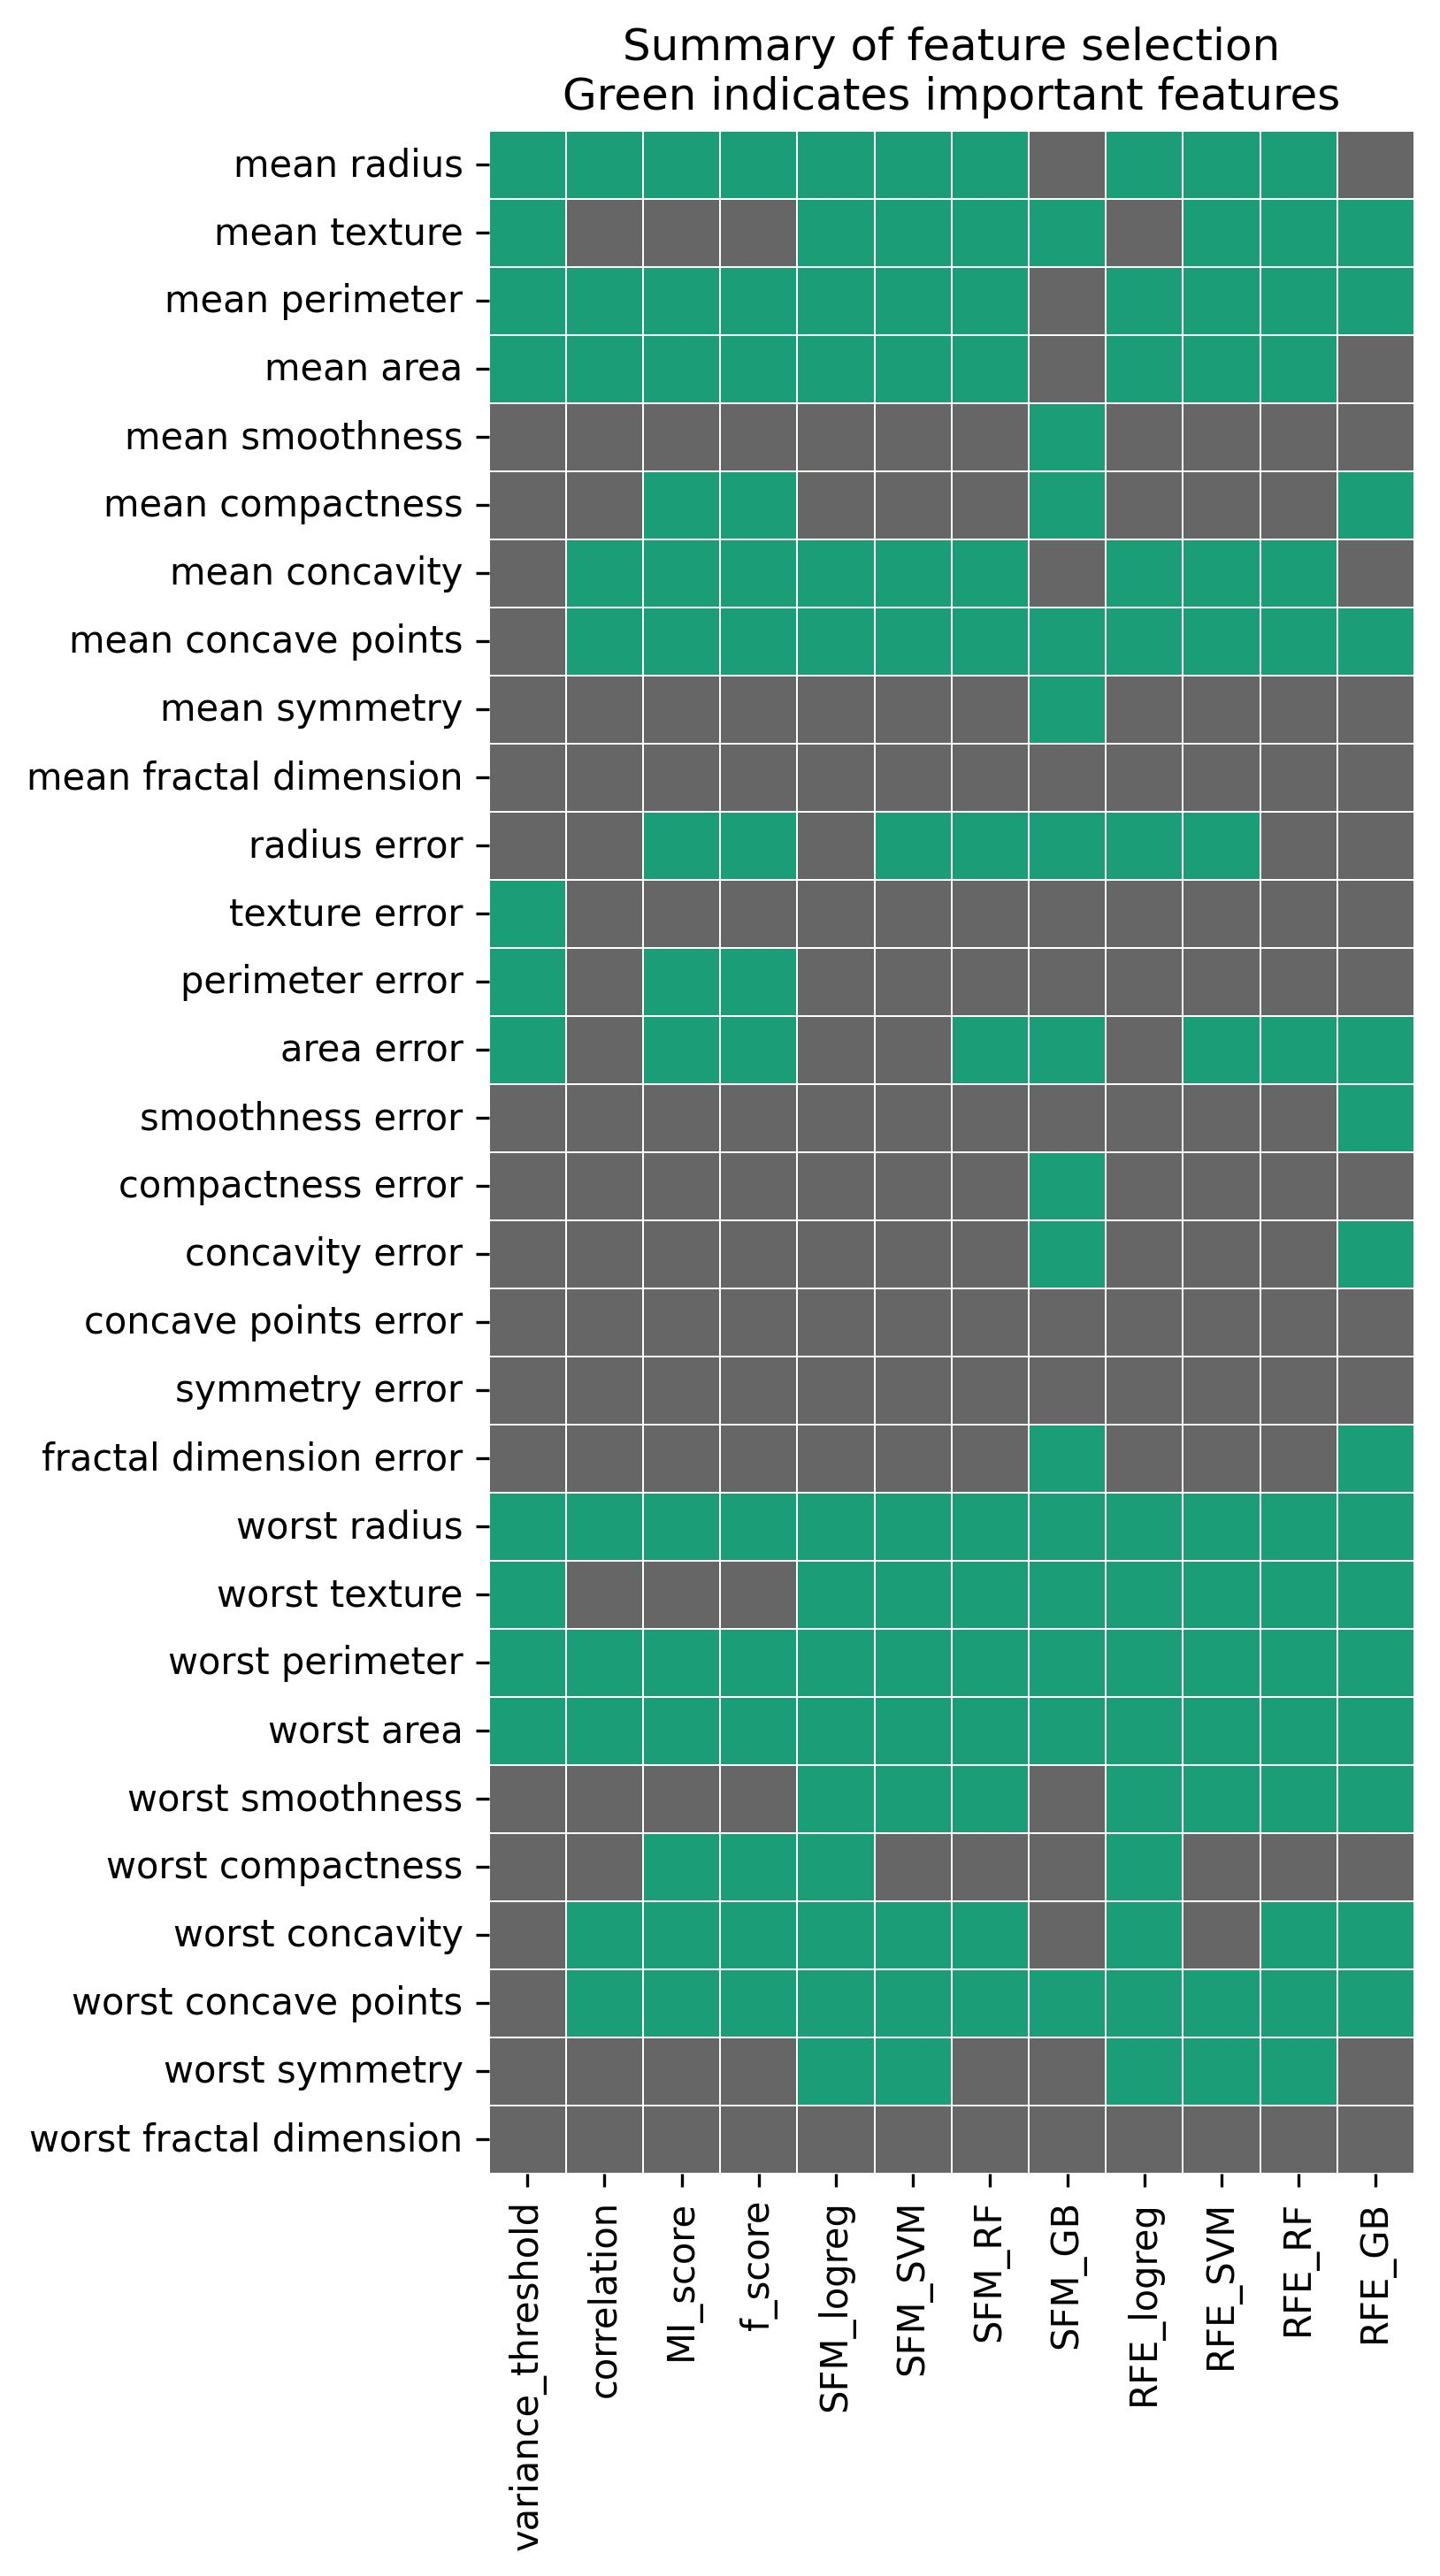 Summary of feature selection
Green indicates important features
mean radius
mean texture
mean perimeter
mean area
mean smoothness
mean compactness
mean concavity
mean concave points
mean symmetry
mean fractal dimension
radius error
texture error
perimeter error
area error
smoothness error
compactness error
concavity error
concave points error
symmetry error
fractal dimension error
worst radius
worst texture
worst perimeter
worst area
worst smoothness
worst compactness
worst concavity
worst concave points
worst symmetry
worst fractal dimension
variance_threshold
correlation
MI_score
f_score
SFM_logreg
SFM_SVM
SFM_RF
SFM_GB
RFE_logreg
RFE_SVM
RFE_RF
RFE_GB